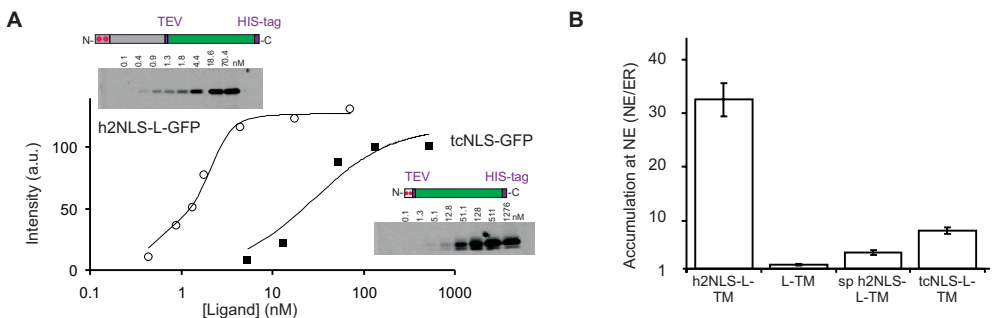 A
TEV HIS-tag
N- -C
0.1 0.4 0.9 1.3 1.8 4.4 18.6 70.4 nM
h2NLS-L-GFP
tcNLS-GFP
TEV HIS-tag
N- -C
0.1 1.3 5.1 12.8 51.1 128 511 1276 nM
Intensity (a.u.)
100
50
0
0.1 1 10 100 1000
[Ligand] (nM)
B
Accumulation at NE (NE/ER)
40
30
20
10
1
h2NLS-L-TM
L-TM
sp h2NLS-L-TM
tcNLS-L-TM